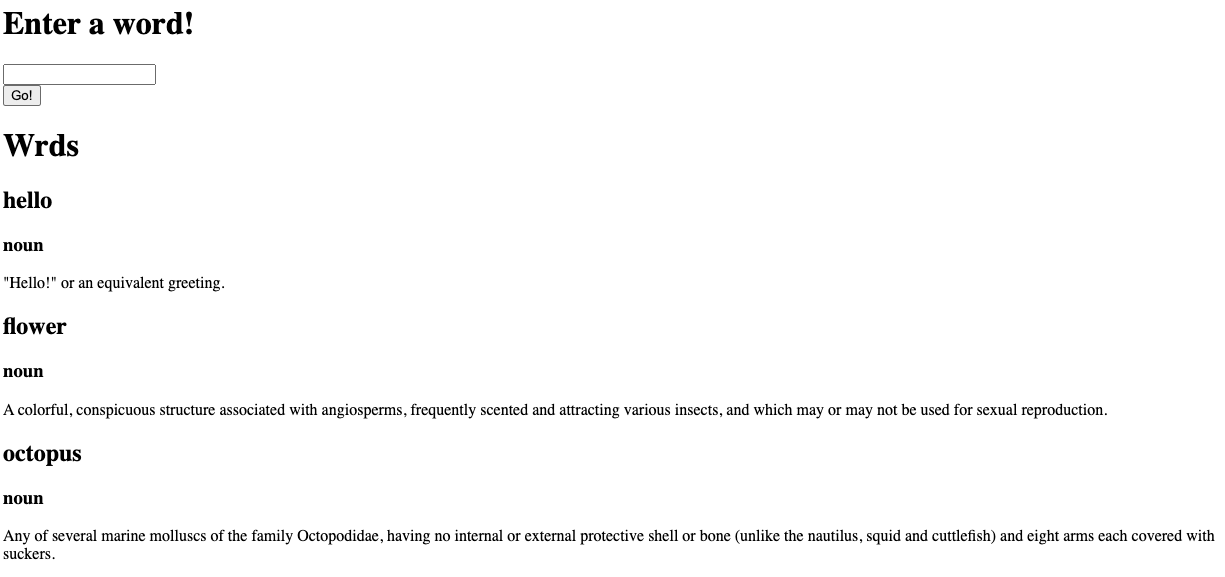 Enter a word!
Go!
Wrds
hello
noun
"Hello!" or an equivalent greeting.
flower
noun
A colorful, conspicuous structure associated with angiosperms, frequently scented and attracting various insects, and which may or may not be used for sexual reproduction.
octopus
noun
Any of several marine molluscs of the family Octopodidae, having no internal or external protective shell or bone (unlike the nautilus, squid and cuttlefish) and eight arms each covered with
suckers.